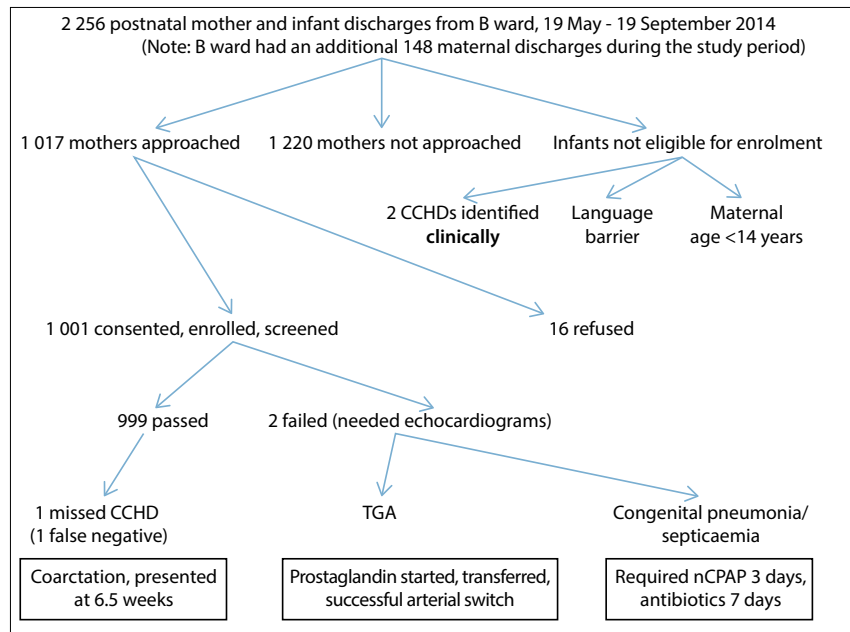 2 256 postnatal mother and infant discharges from B ward, 19 May - 19 September 2014
(Note: B ward had an additional 148 maternal discharges during the study period)
1 017 mothers approached
1 220 mothers not approached
Infants not eligible for enrolment
2 CCHDs identified
clinically
Language
barrier
Maternal
age <14 years
1 001 consented, enrolled, screened
16 refused
999 passed
2 failed (needed echocardiograms)
1 missed CCHD
(1 false negative)
TGA
Congenital pneumonia/
septicaemia
Coarctation, presented
at 6.5 weeks
Prostaglandin started, transferred,
successful arterial switch
Required nCPAP 3 days,
antibiotics 7 days